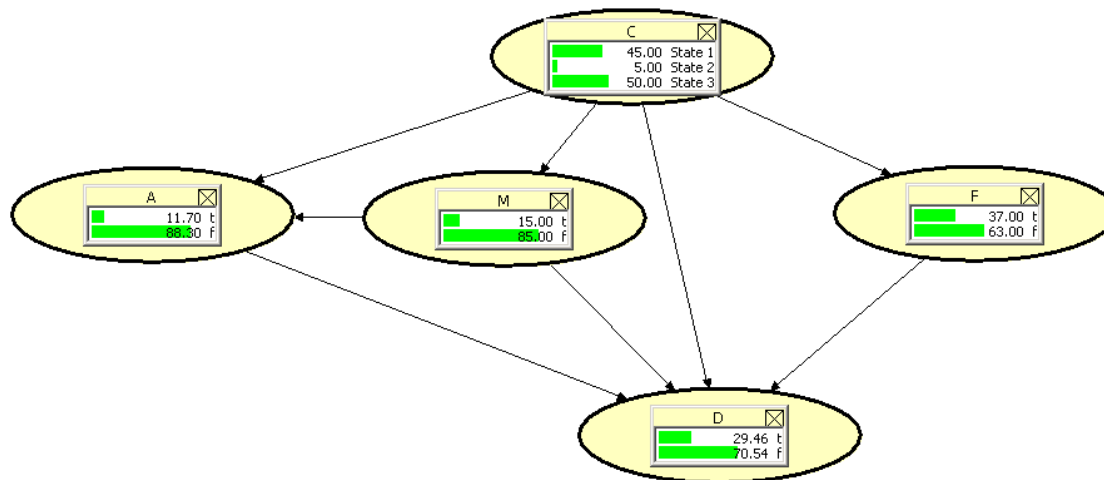 C
45.00 State 1
5.00 State 2
50.00 State 3
A
11.70 t
88.30 f
M
15.00 t
85.00 f
F
37.00 t
63.00 f
D
29.46 t
70.54 f